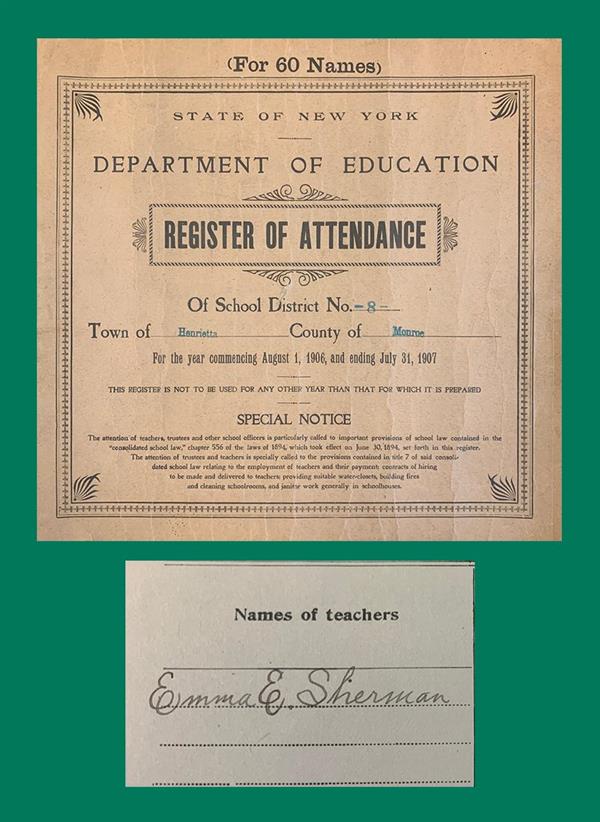 (For 60 Names)
STATE OF NEW YORK
DEPARTMENT OF EDUCATION
REGISTER OF ATTENDANCE
Of School District No. -8-
Town of Henrietta County of Monroe
For the year commencing August 1, 1906, and ending July 31, 1907
THIS REGISTER IS NOT TO BE USED FOR ANY OTHER YEAR THAN THAT FOR WHICH IT IS PREPARED
SPECIAL NOTICE
The attention of teachers, trustees and other school officers is particularly called to important provisions of school law contained in the
"consolidated school law," chapter 556 of the laws of 1894, which took effect on June 30, 1894, set forth in this register.
The attention of trustees and teachers is specially called to the provisions contained in title 7 of said consoli-
dated school law relating to the employment of teachers and their payment: contracts of hiring
to be made and delivered to teachers: providing suitable water-closets, building fires
and cleaning schoolrooms, and janitor work generally in schoolhouses.
Names of teachers
Emma E. Sherman